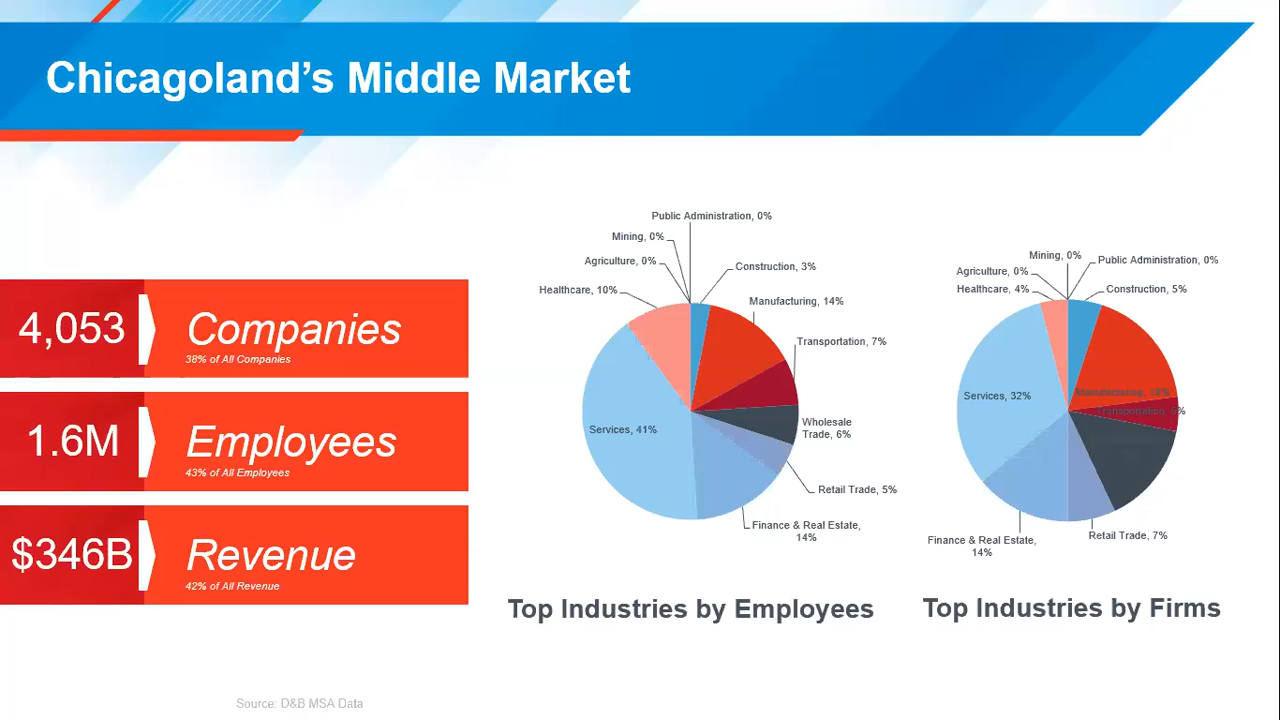 Chicagoland’s Middle Market
4,053
Companies
38% of All Companies
1.6M
Employees
43% of All Employees
$346B
Revenue
42% of All Revenue
Public Administration, 0%
Mining, 0%
Agriculture, 0%
Healthcare, 10%
Construction, 3%
Manufacturing, 14%
Transportation, 7%
Wholesale
Trade, 6%
Retail Trade, 5%
Finance & Real Estate,
14%
Services, 41%
Top Industries by Employees
Mining, 0%
Public Administration, 0%
Agriculture, 0%
Healthcare, 4%
Construction, 5%
Manufacturing,
Transportation, 5%
Retail Trade, 7%
Finance & Real Estate,
14%
Services, 32%
Top Industries by Firms
Source: D&B MSA Data